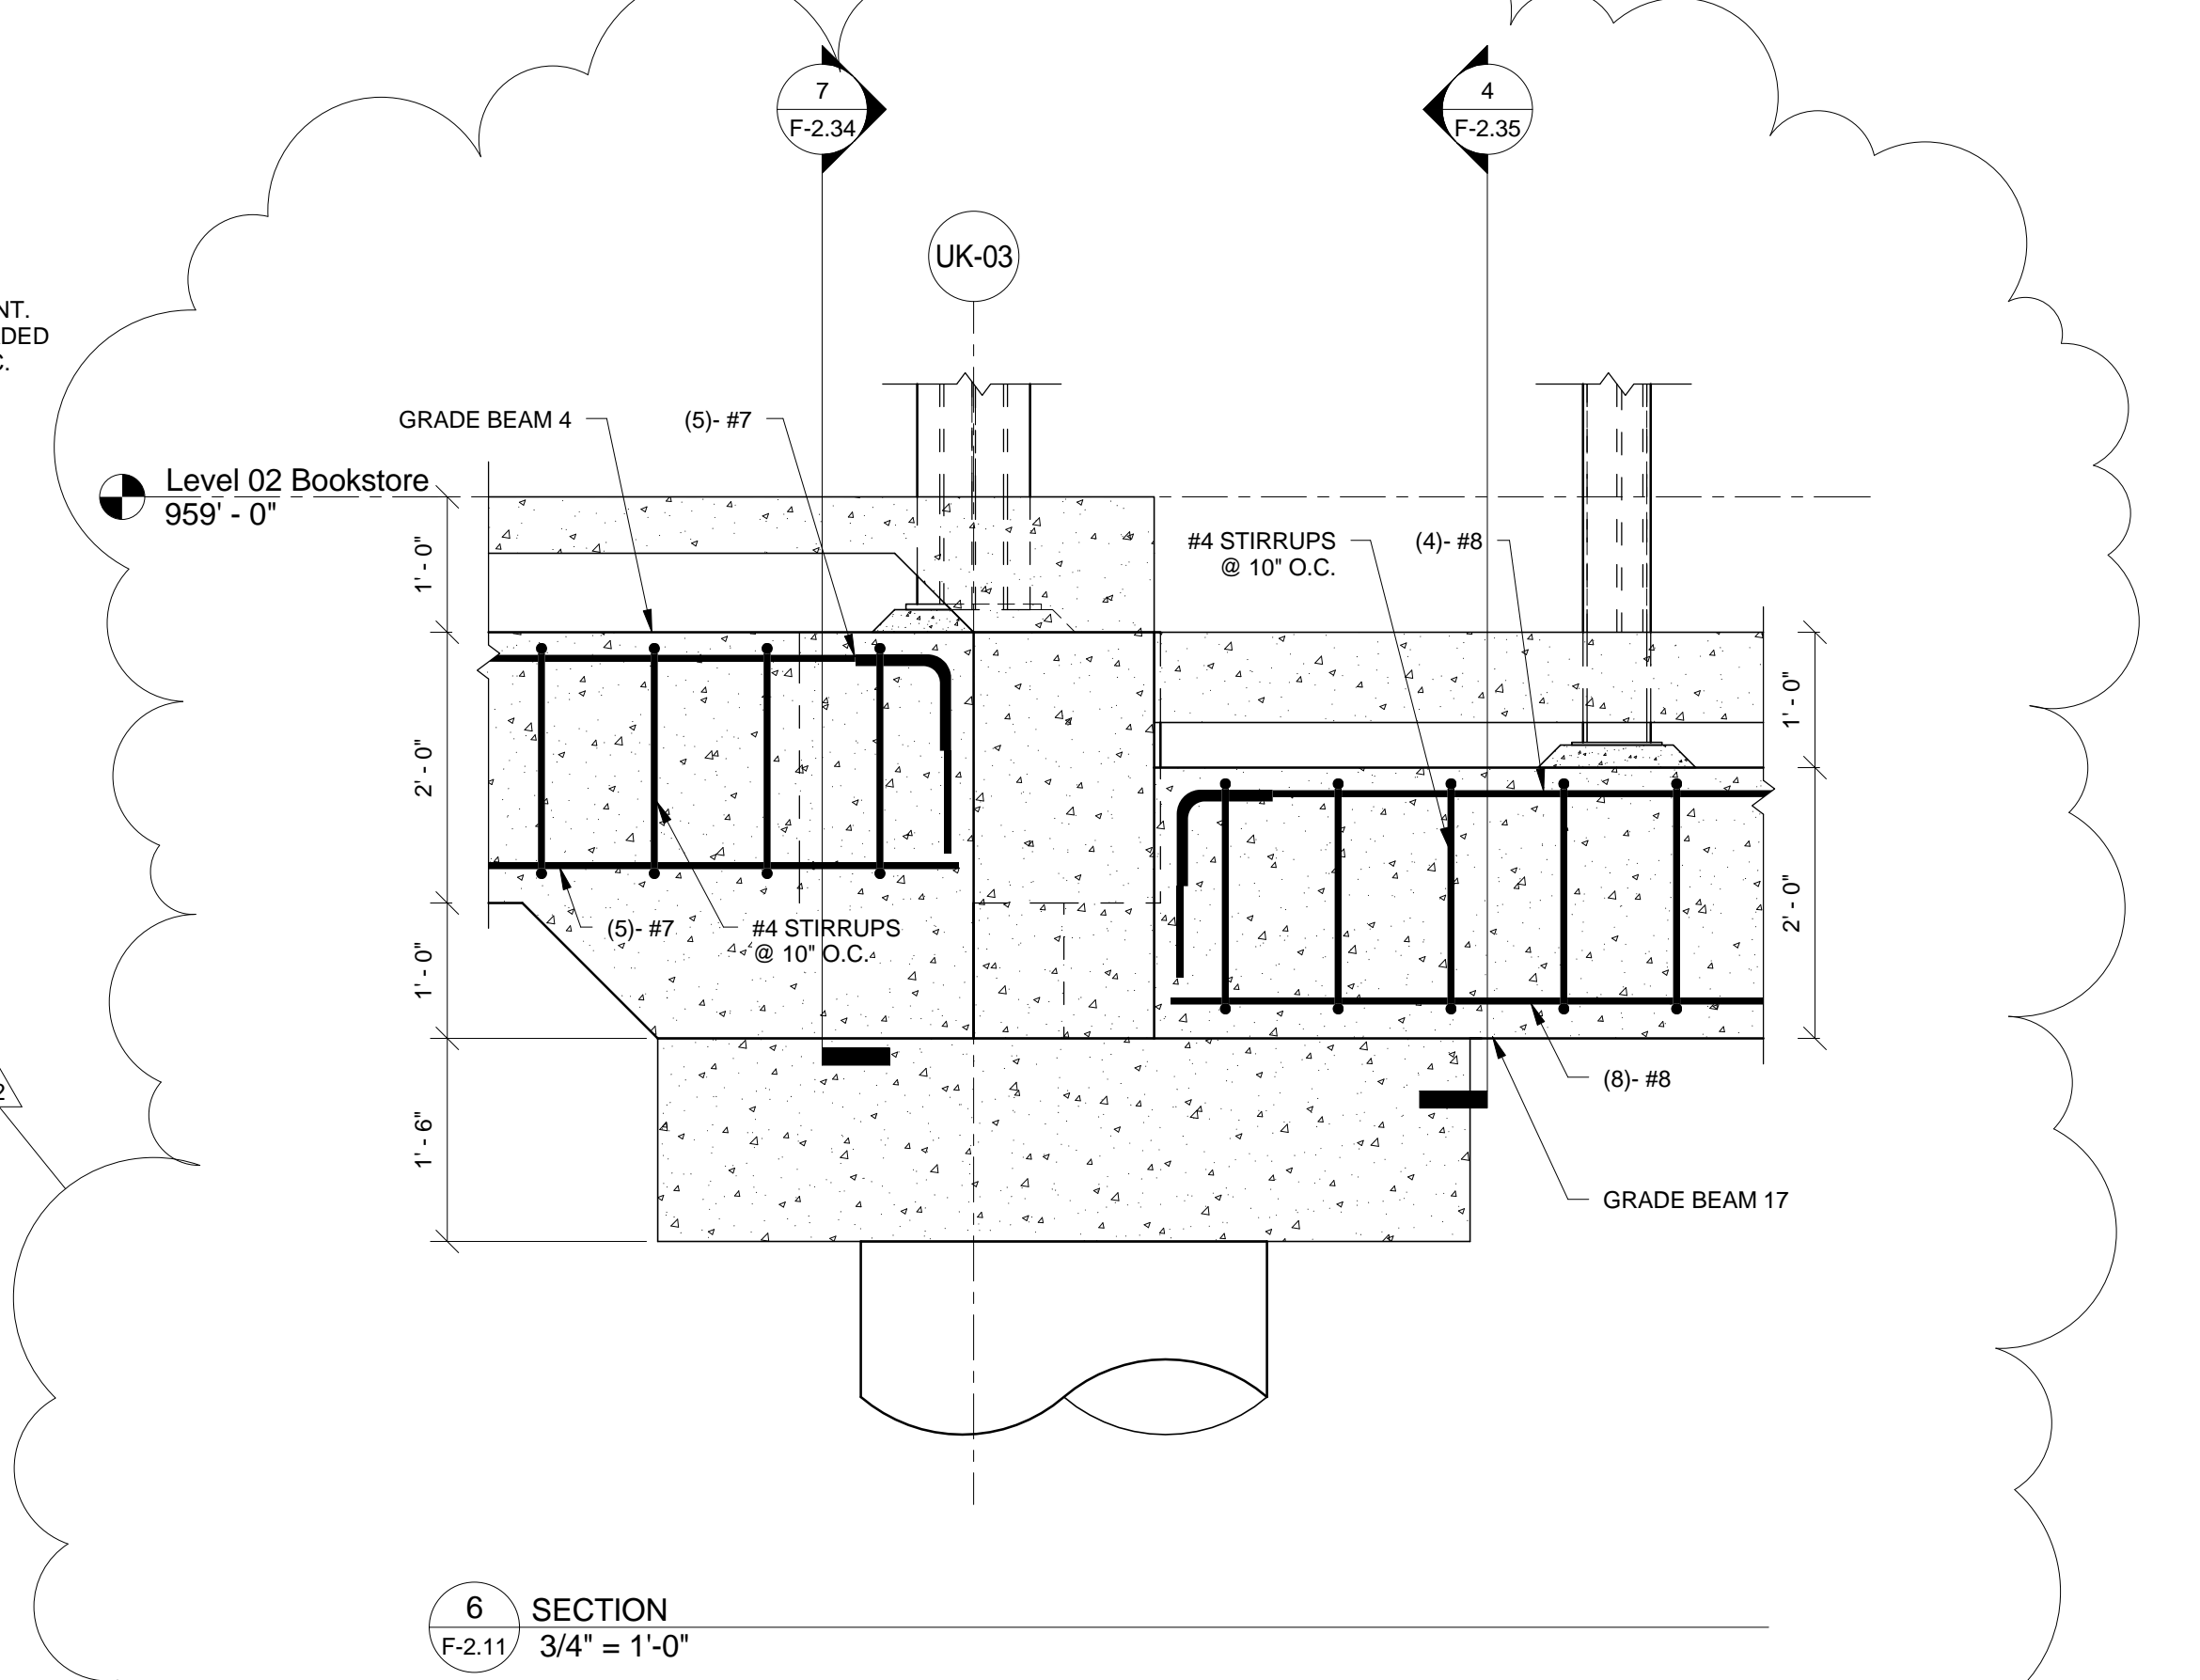 7
F-2.34
4
F-2.35
UK-03
NT.
DED
C.
GRADE BEAM 4
(5)- #7
Level 02 Bookstore
959' - 0"
#4 STIRRUPS
@ 10" O.C.
(4)- #8
1' - 0"
2' - 0"
1' - 0"
1' - 6"
1' - 0"
2' - 0"
(5)- #7
#4 STIRRUPS
@ 10" O.C.
(8)- #8
GRADE BEAM 17
2
6
F-2.11
SECTION
3/4" = 1'-0"